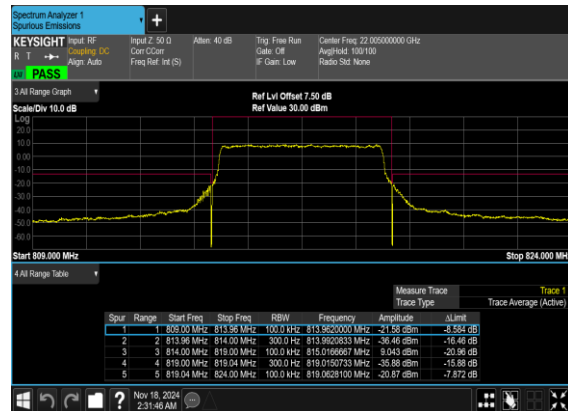 Spectrum Analyzer 1
Spurious Emissions
+
KEYSIGHT Input: RF Input Z: 50 Ω Atten: 40 dB Trig: Free Run Center Freq: 22.005000000 GHz
R T Coupling: DC Corr CCorr Gate: Off Avg|Hold: 100/100
Align: Auto Freq Ref: Int (S) IF Gain: Low Radio Std: None
PASS
3 All Range Graph
Ref Lvl Offset 7.50 dB
Scale/Div 10.0 dB Ref Value 30.00 dBm
Log
20.0
10.0
0.00
-10.0
-20.0
-30.0
-40.0
-50.0
-60.0
Start 809.000 MHz Stop 824.000 MH
4 All Range Table
Measure Trace Trace 1
Trace Type Trace Average (Active)
Spur Range Start Freq Stop Freq RBW Frequency Amplitude ΔLimit
1 1 809.00 MHz 813.96 MHz 100.0 kHz 813.9620000 MHz -21.58 dBm -8.584 dB
2 2 813.96 MHz 814.00 MHz 300.0 Hz 813.9920833 MHz -36.46 dBm -16.46 dB
3 3 814.00 MHz 819.00 MHz 100.0 kHz 815.0166667 MHz 9.043 dBm -20.96 dB
4 4 819.00 MHz 819.04 MHz 300.0 Hz 819.0150733 MHz -35.88 dBm -15.88 dB
5 5 819.04 MHz 824.00 MHz 100.0 kHz 819.0628100 MHz -20.87 dBm -7.872 dB
? Nov 18, 2024
2:31:46 AM